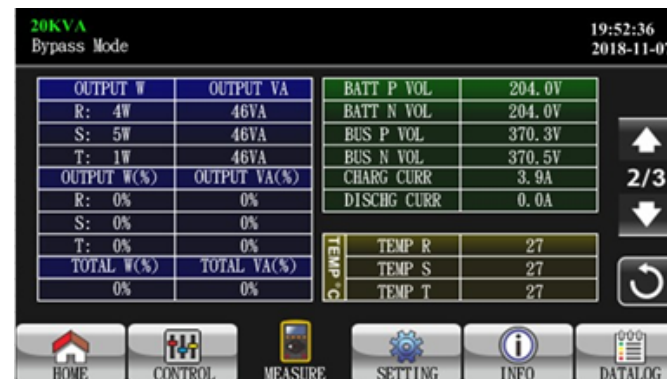 20KVA
19:52:36
Bypass Mode
2018-11-07
OUTPUT W OUTPUT VA
R: 4W 46VA
S: 5W 46VA
T: 1W 46VA
OUTPUT W(%) OUTPUT VA(%)
R: 0% 0%
S: 0% 0%
T: 0% 0%
TOTAL W(%) TOTAL VA(%)
0% 0%
BATT P VOL 204.0V
BATT N VOL 204.0V
BUS P VOL 370.3V
BUS N VOL 370.5V
CHARG CURR 3.9A
DISCHG CURR 0.0A
TEMP °C
TEMP R 27
TEMP S 27
TEMP T 27
2/3
HOME CONTROL MEASURE SETTING INFO DATALOG